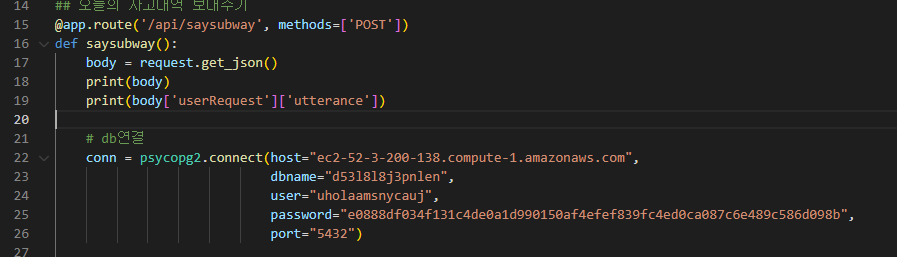 14 ## 오늘의 사고내역 보내주기
15 @app.route('/api/saysubway', methods=['POST'])
16 def saysubway():
17 body = request.get_json()
18 print(body)
19 print(body['userRequest']['utterance'])
20
21 # db연결
22 conn = psycopg2.connect(host="ec2-52-3-200-138.compute-1.amazonaws.com",
23 dbname="d53l8l8j3pnlen",
24 user="uholaamsnycauj",
25 password="e0888df034f131c4de0a1d990150af4efef839fc4ed0ca087c6e489c586d098b",
26 port="5432")
27